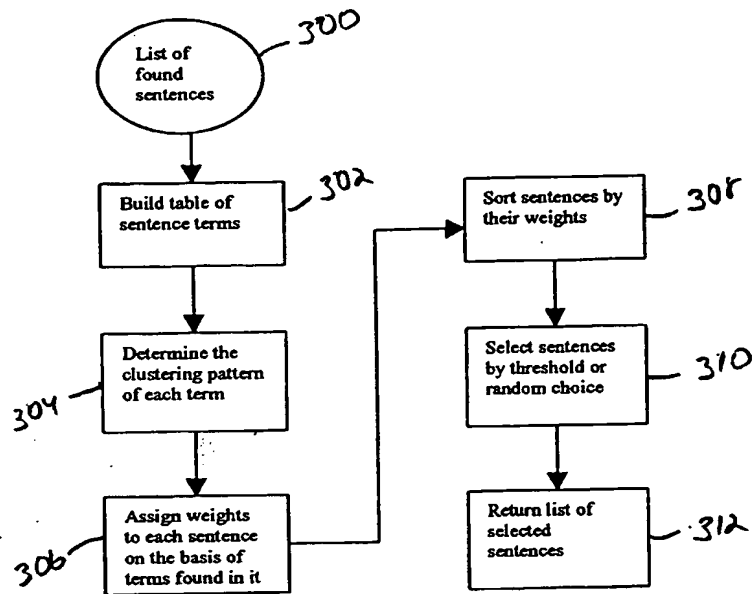 List of
found
sentences
300
Build table of
sentence terms
302
Determine the
clustering pattern
of each term
304
Assign weights
to each sentence
on the basis of
terms found in it
306
Sort sentences by
their weights
308
Select sentences
by threshold or
random choice
310
Return list of
selected
sentences
312